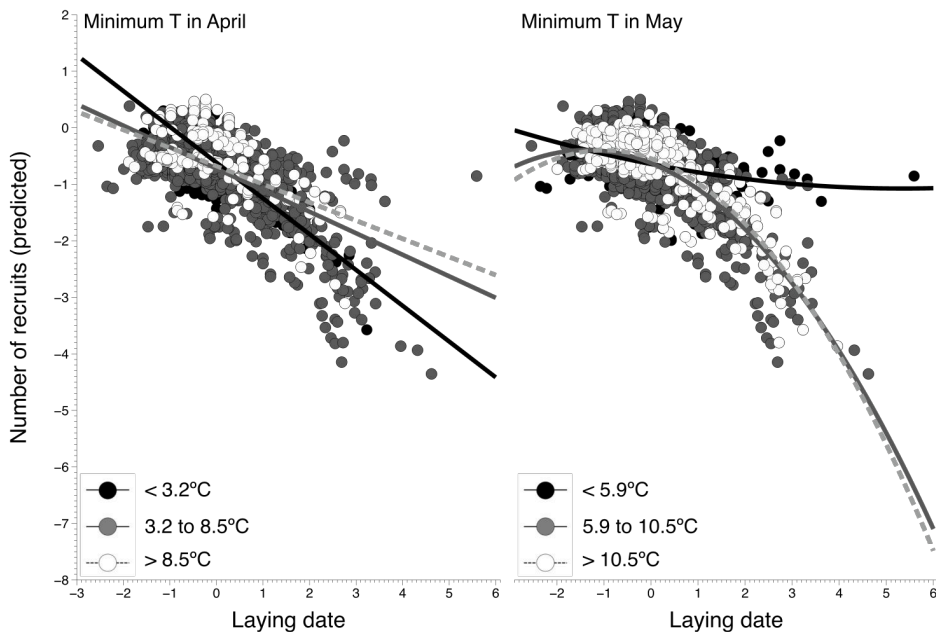 Minimum T in April
Minimum T in May
Number of recruits (predicted)
2
1
0
−1
−2
−3
−4
−5
−6
−7
−8
< 3.2ºC
3.2 to 8.5ºC
> 8.5ºC
< 5.9ºC
5.9 to 10.5ºC
> 10.5ºC
−3 −2 −1 0 1 2 3 4 5 6
−2 −1 0 1 2 3 4 5 6
Laying date
Laying date